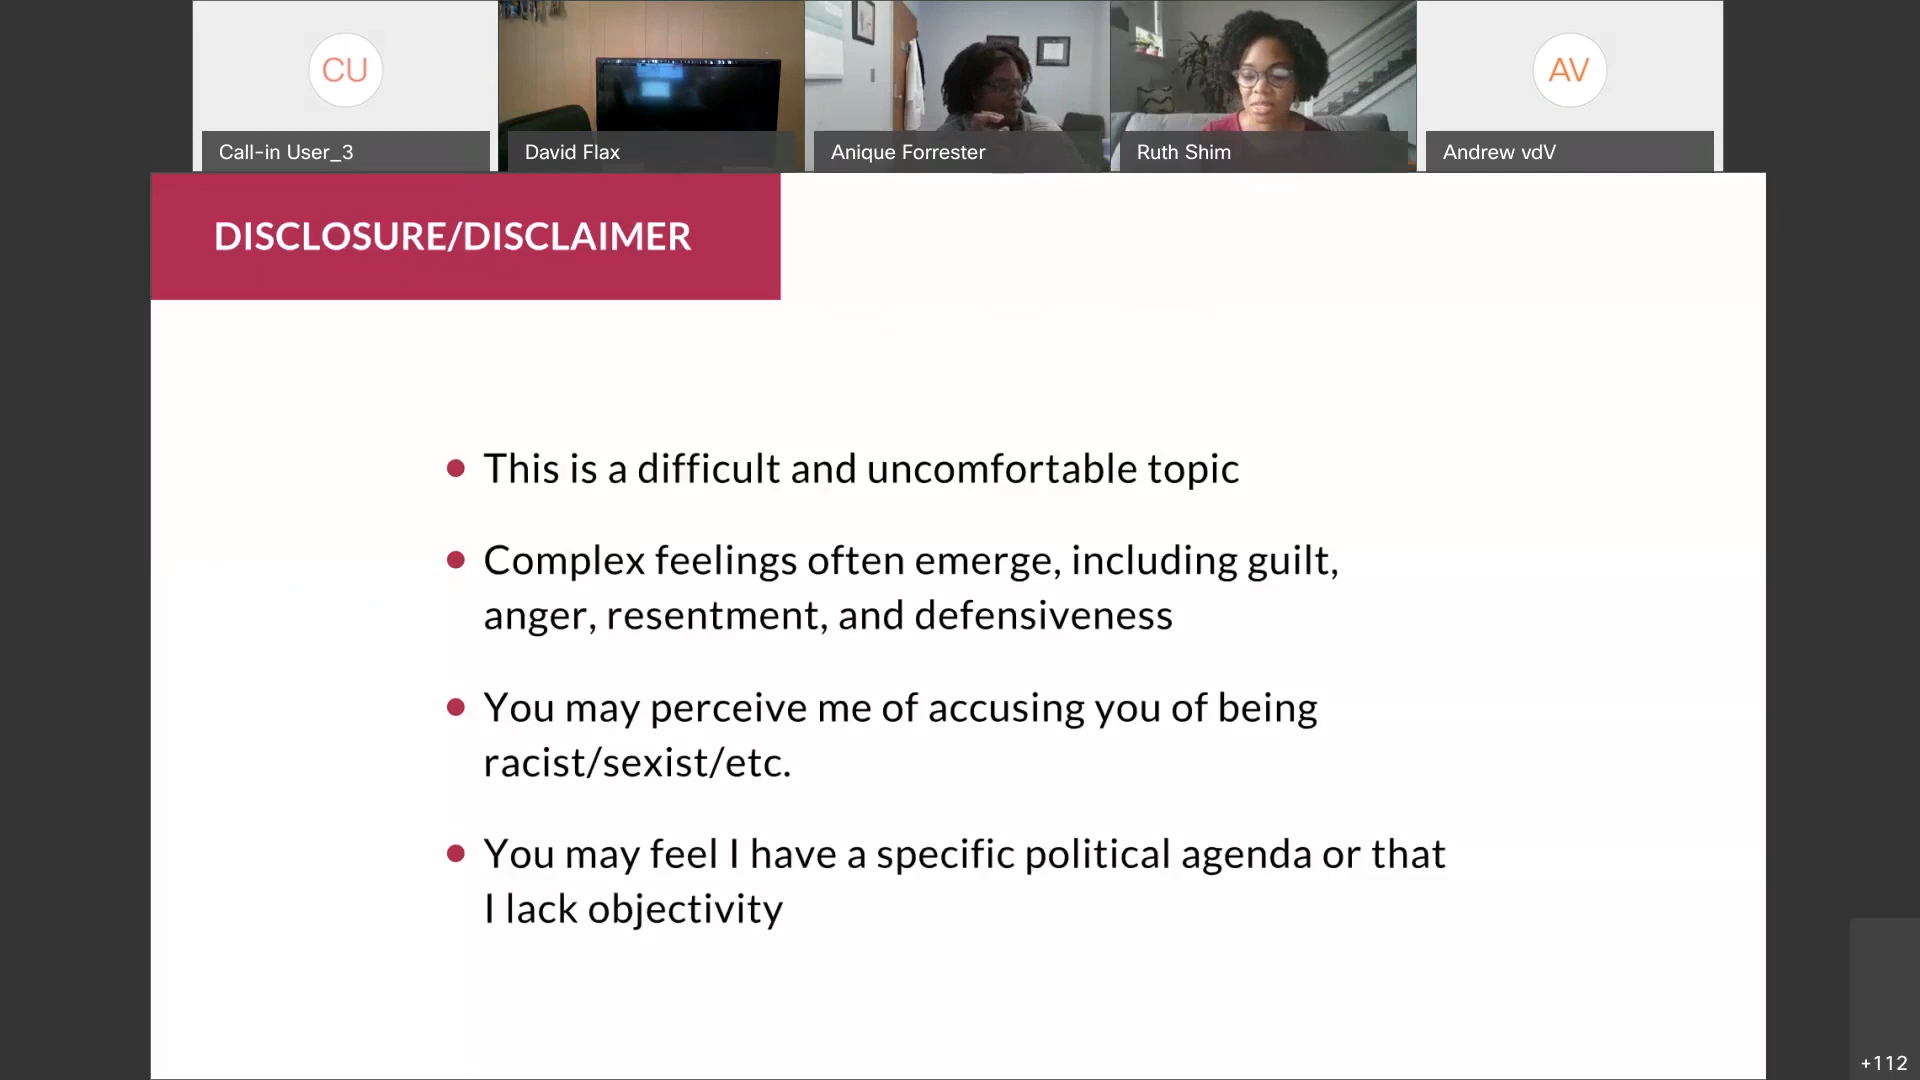 CU
AV
Call-in User_3
David Flax
Anique Forrester
Ruth Shim
Andrew vdV
DISCLOSURE/DISCLAIMER
• This is a difficult and uncomfortable topic
• Complex feelings often emerge, including guilt,
anger, resentment, and defensiveness
• You may perceive me of accusing you of being
racist/sexist/etc.
• You may feel I have a specific political agenda or that
I lack objectivity
+112